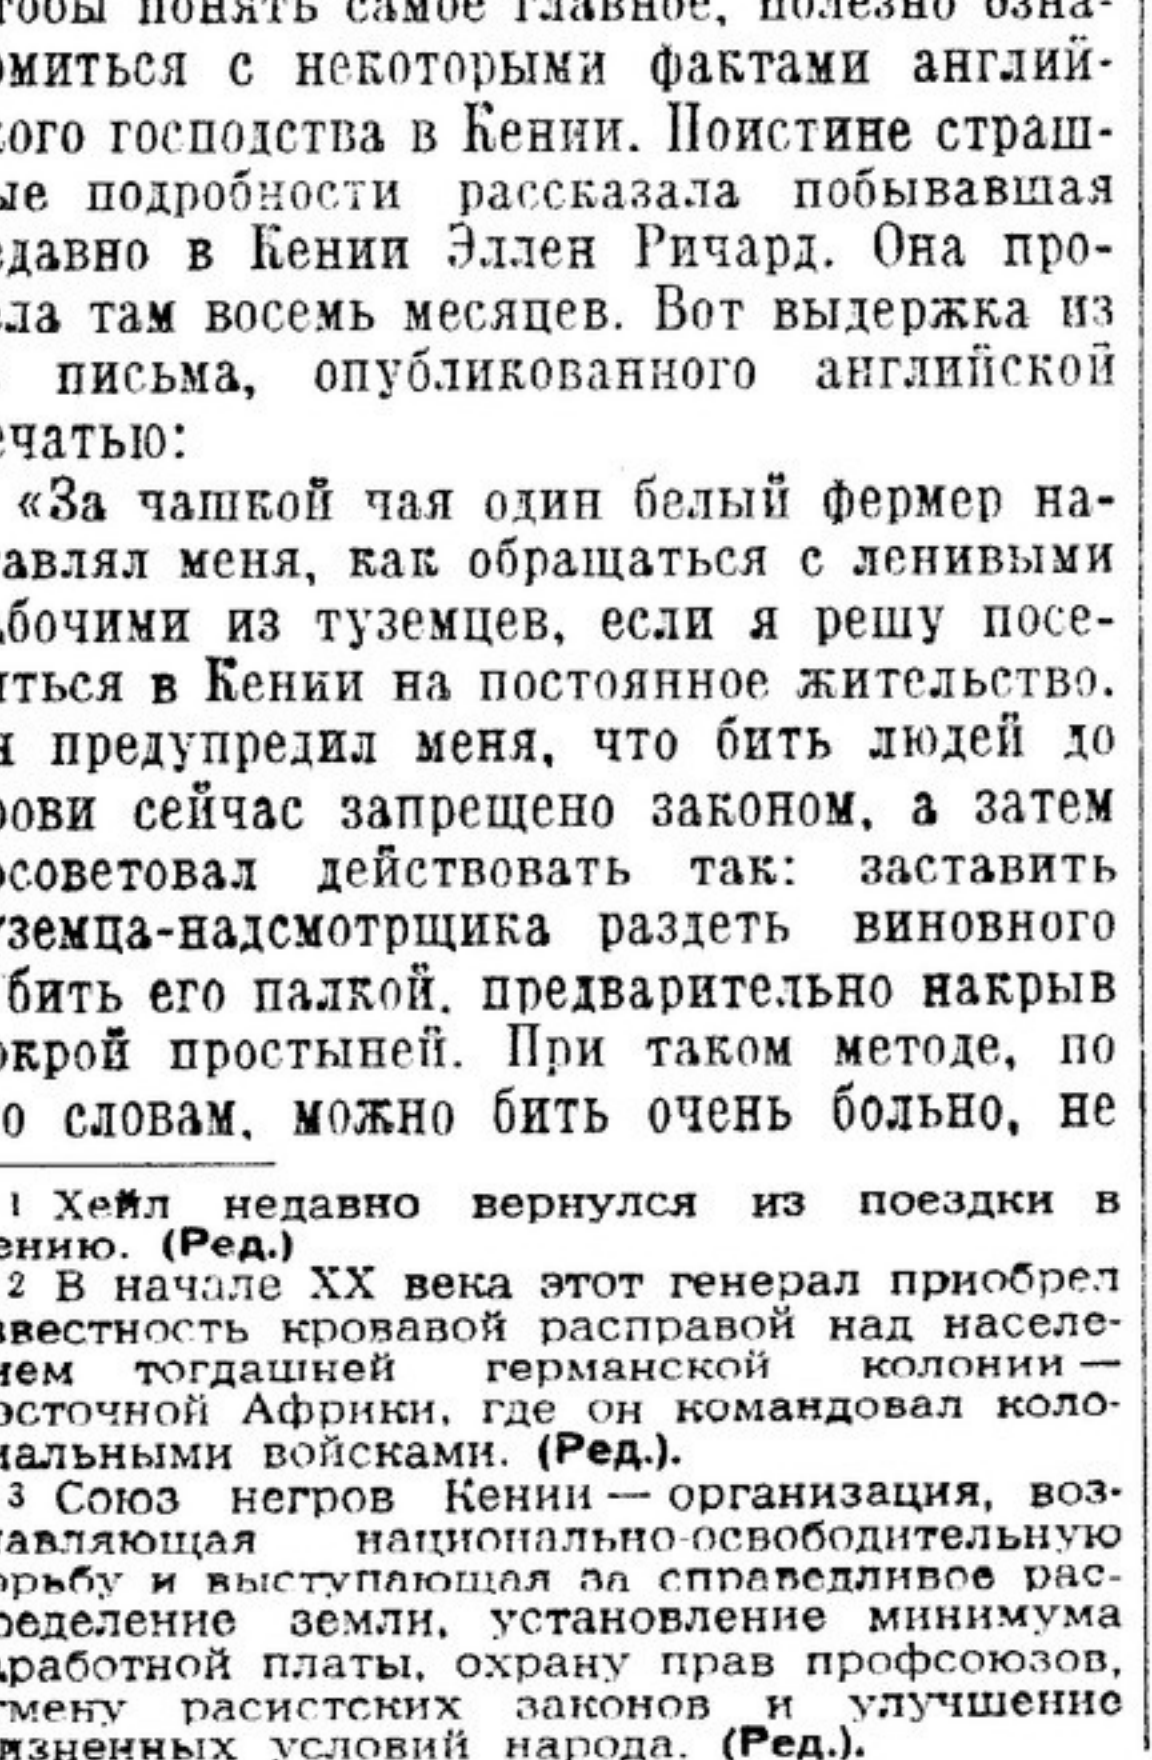 тобы понять самое главное, полезно озна-
омиться с некоторыми фактами англий-
кого господства в Кении. Поистине страш-
ые подробности рассказала побывавшая
едавно в Кении Эллен Ричард. Она про-
ела там восемь месяцев. Вот выдержка из
письма, опубликованного английской
ечатью:
«За чашкой чая один белый фермер на-
авлял меня, как обращаться с ленивыми
абочими из туземцев, если я решу посе-
иться в Кении на постоянное жительство.
н предупредил меня, что бить людей до
рови сейчас запрещено законом, а затем
осоветовал действовать так: заставить
уземца-надсмотрщика раздеть виновного
бить его палкой, предварительно накрыв
окрой простыней. При таком методе, по
о словам, можно бить очень больно, не
1 Хейл недавно вернулся из поездки в
ению. (Ред.)
2 В начале XX века этот генерал приобрел
звестность кровавой расправой над населе-
ием тогдашней германской колонии —
осточной Африки, где он командовал коло-
иальными войсками. (Ред.).
3 Союз негров Кении — организация, воз-
лавляющая национально-освободительную
орьбу и выступающая за справедливое рас-
ределение земли, установление минимума
аработной платы, охрану прав профсоюзов,
тмену расистских законов и улучшение
изненных условий народа. (Ред.).